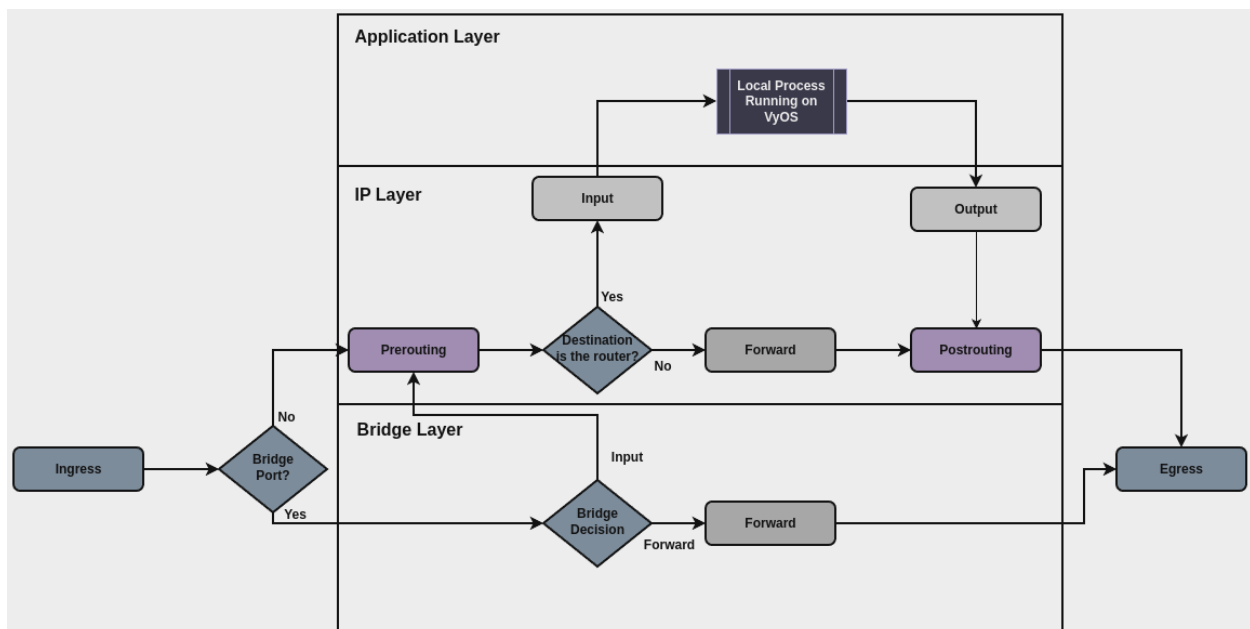 Application Layer
Local Process
Running on
VyOS
IP Layer
Input
Output
Yes
Prerouting
Destination
is the router?
No
Forward
Postrouting
No
Bridge Layer
Ingress
Bridge
Port?
Input
Egress
Yes
Bridge
Decision
Forward
Forward